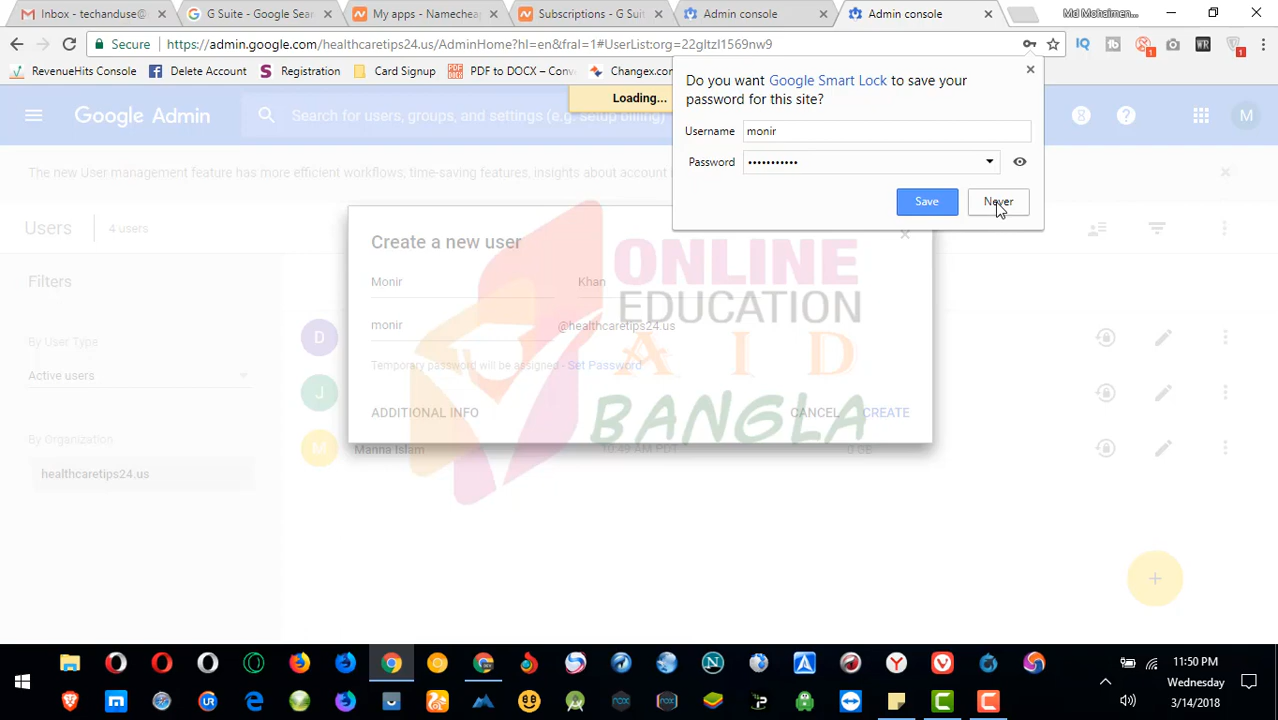 Inbox - techanduse@
G Suite - Google Sea
My apps - Namechea
Subscriptions - G Sui
Admin console
Admin console
Md Mohaimen...
Secure
https://admin.google.com/healthcaretips24.us/AdminHome?hl=en&fral=1#UserList:org=22gltzl1569nw9
RevenueHits Console
Delete Account
Registration
Card Signup
PDF to DOCX – Conv
Changex.com
Do you want Google Smart Lock to save your
password for this site?
Username
monir
Password
Save
Never
Loading...
Google Admin
Search for users, groups, and settings (e.g. setup billing)
M
The new User management feature has more efficient workflows, time-saving features, insights about account
Users
4 users
Filters
By User Type
Active users
By Organization
healthcaretips24.us
Create a new user
Monir
Khan
monir
@healthcaretips24.us
Temporary password will be assigned - Set Password
ADDITIONAL INFO
CANCEL
CREATE
D
J
M
Manna Islam
10:49 AM PDT
0 GB
ONLINE
EDUCATION
AID
BANGLA
11:50 PM
Wednesday
3/14/2018